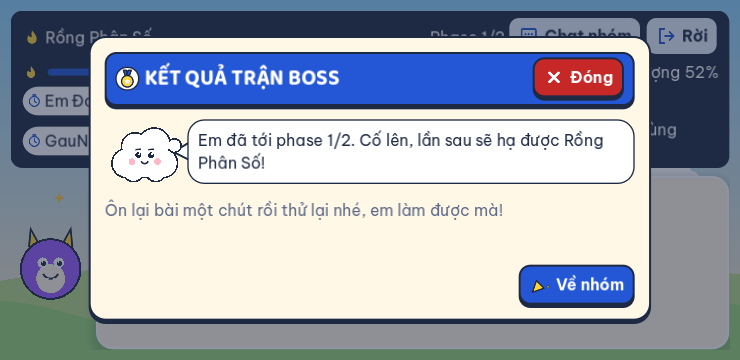 Rồng Phân Số
Phase 1/2
Chat nhóm
Rời
ợng 52%
Em Đ
GauN
ùng
KẾT QUẢ TRẬN BOSS
Đóng
Em đã tới phase 1/2. Cố lên, lần sau sẽ hạ được Rồng
Phân Số!
Ôn lại bài một chút rồi thử lại nhé, em làm được mà!
Về nhóm